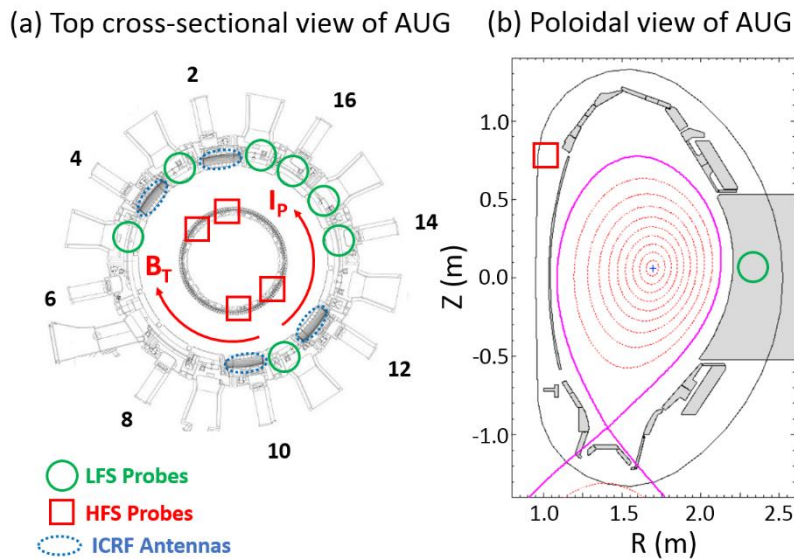 (a) Top cross-sectional view of AUG
2
16
4
14
I_P
B_T
6
12
8
10
LFS Probes
HFS Probes
ICRF Antennas
(b) Poloidal view of AUG
1.0
0.5
0.0
-0.5
-1.0
Z (m)
1.0 1.5 2.0 2.5
R (m)